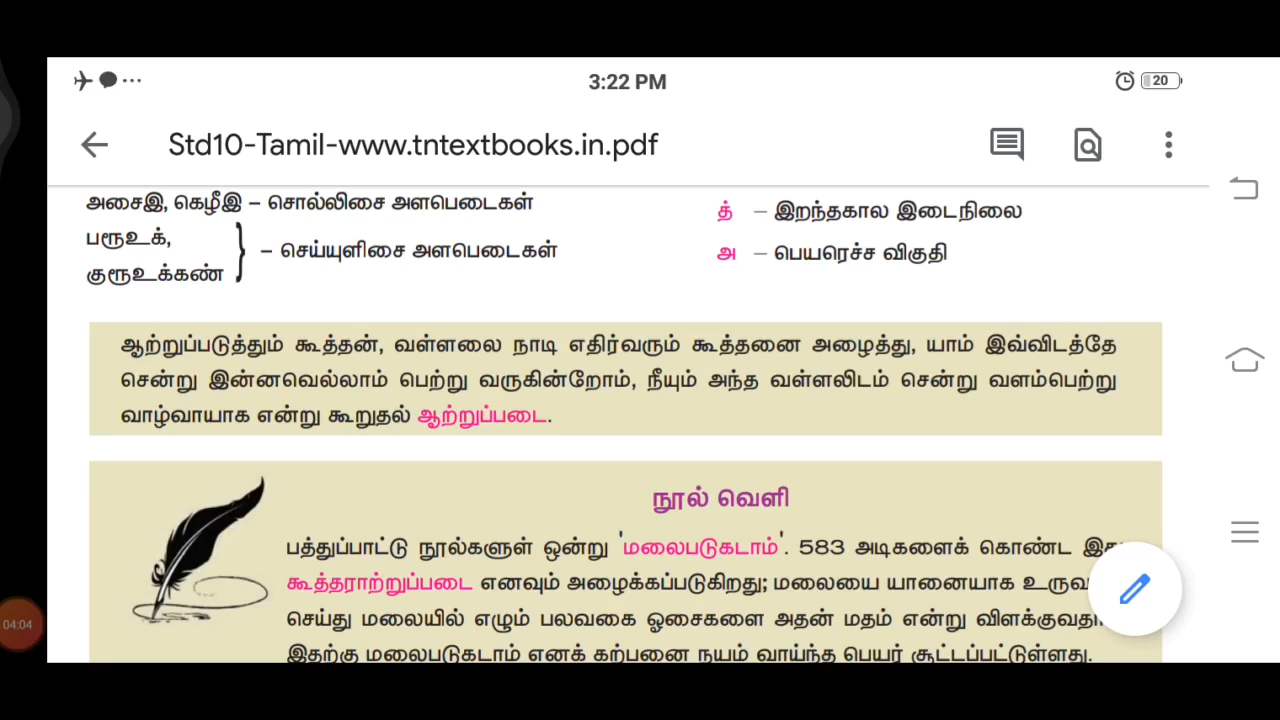 3:22 PM
20
Std10-Tamil-www.tntextbooks.in.pdf
அசைஇ, கெழீஇ – சொல்லிசை அளபெடைகள்
பரூஉக்,
குரூஉக்கண்
– செய்யுளிசை அளபெடைகள்
த் – இறந்தகால இடைநிலை
அ – பெயரெச்ச விகுதி
ஆற்றுப்படுத்தும் கூத்தன், வள்ளலை நாடி எதிர்வரும் கூத்தனை அழைத்து, யாம் இவ்விடத்தே
சென்று இன்னவெல்லாம் பெற்று வருகின்றோம், நீயும் அந்த வள்ளலிடம் சென்று வளம்பெற்று
வாழ்வாயாக என்று கூறுதல் ஆற்றுப்படை.
நூல் வெளி
பத்துப்பாட்டு நூல்களுள் ஒன்று 'மலைபடுகடாம்'. 583 அடிகளைக் கொண்ட
கூத்தராற்றுப்படை எனவும் அழைக்கப்படுகிறது; மலையை யானையாக
செய்து மலையில் எழும் பலவகை ஓசைகளை அதன் மதம் என்று
இதற்கு மலைபடுகடாம் எனக் கற்பனை நயம் வாய்ந்த பெயர் சூட்டப்பட்டுள்ளது.
04:04